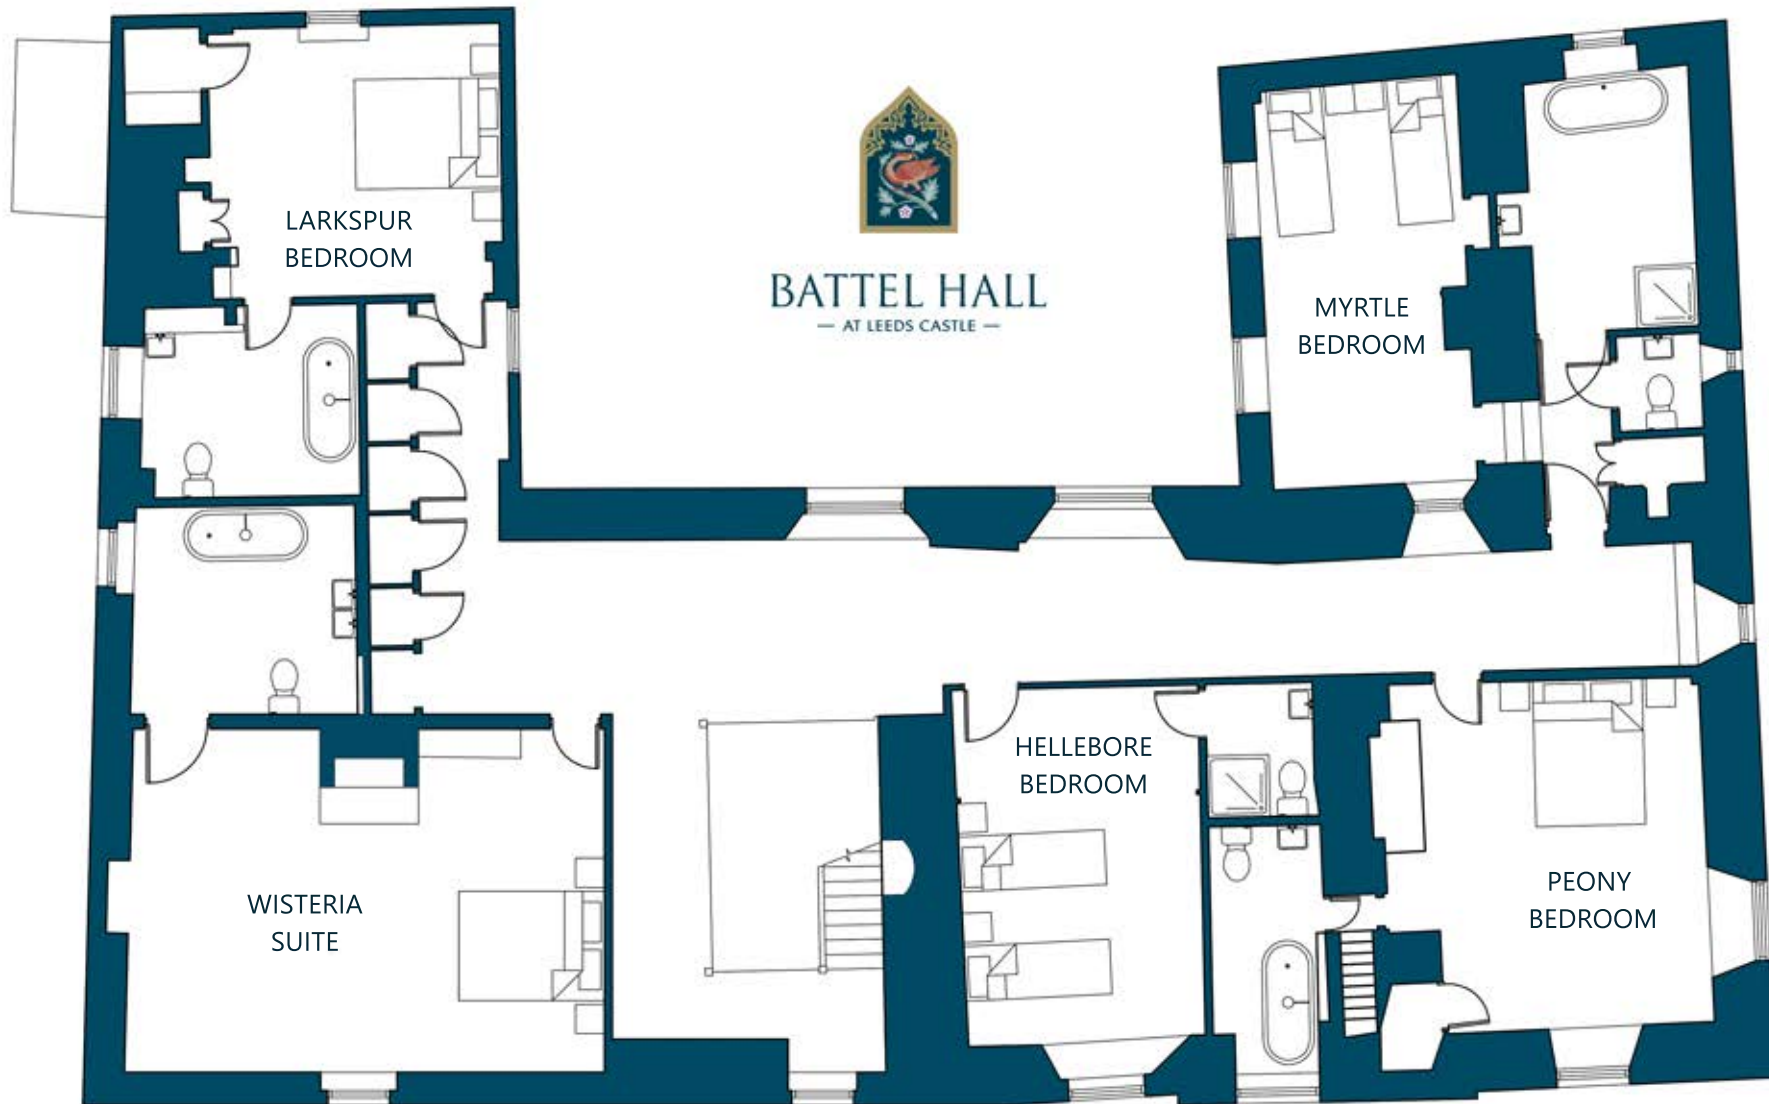 LARKSPUR
BEDROOM
BATTEL HALL
— AT LEEDS CASTLE —
MYRTLE
BEDROOM
HELLEBORE
BEDROOM
WISTERIA
SUITE
PEONY
BEDROOM